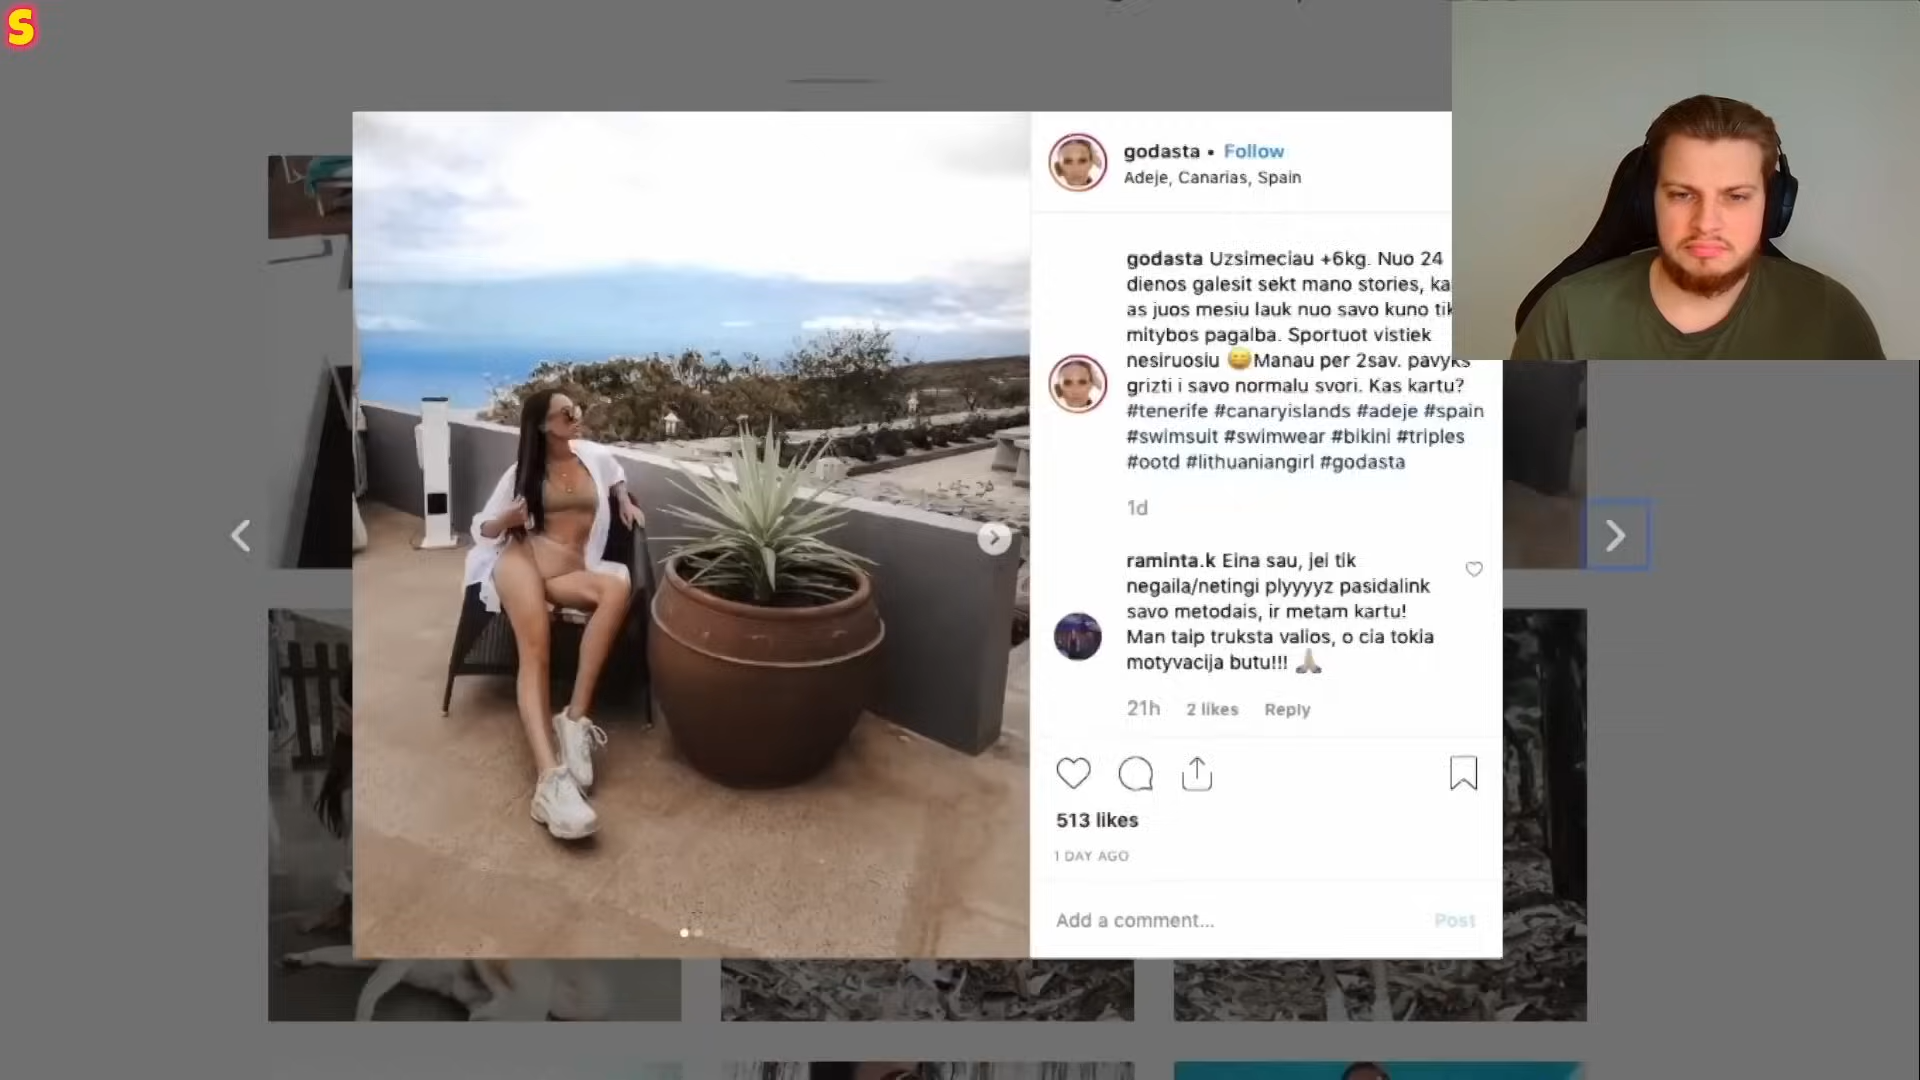 S
godasta • Follow
Adeje, Canarias, Spain
godasta Uzsimeciau +6kg. Nuo 24
dienos galesit sekt mano stories, ka
as juos mesiu lauk nuo savo kuno tik
mitybos pagalba. Sportuot vistiek
nesiruosiu 😄Manau per 2sav. pavyks
grizti i savo normalu svori. Kas kartu?
#tenerife #canaryislands #adeje #spain
#swimsuit #swimwear #bikini #triples
#ootd #lithuaniangirl #godasta
1d
raminta.k Eina sau, jei tik
negaila/netingi plyyyyz pasidalink
savo metodais, ir metam kartu!
Man taip truksta valios, o cia tokia
motyvacija butu!!! 🙏🏼
21h 2 likes Reply
513 likes
1 DAY AGO
Add a comment... Post